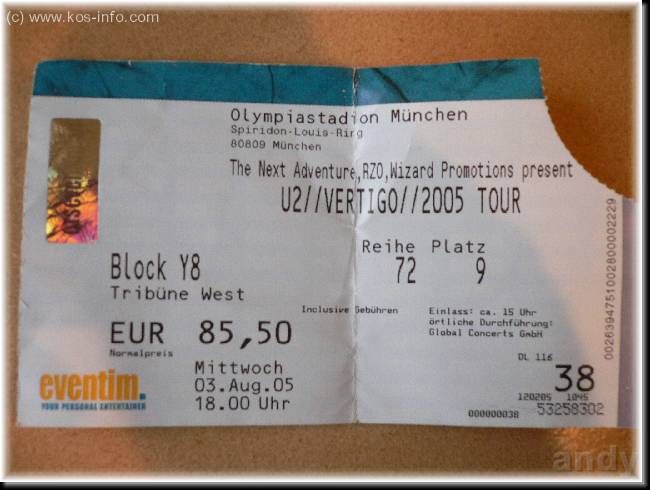 (c) www.kos-info.com
Olympiastadion München
Spiridon-Louis-Ring
80809 München
The Next Adventure,RZO,Wizard Promotions present
U2//VERTIGO//2005 TOUR
Reihe Platz
72 9
Block Y8
Tribüne West
Inclusive Gebühren
EUR 85,50
Normalpreis
Einlass: ca. 15 Uhr
örtliche Durchführung:
Global Concerts GmbH
Mittwoch
03.Aug.05
18.00 Uhr
eventim.
YOUR PERSONAL ENTERTAINER
DL 116
38
120205 1045
000000038 53258302
0026394751002800002229
andy